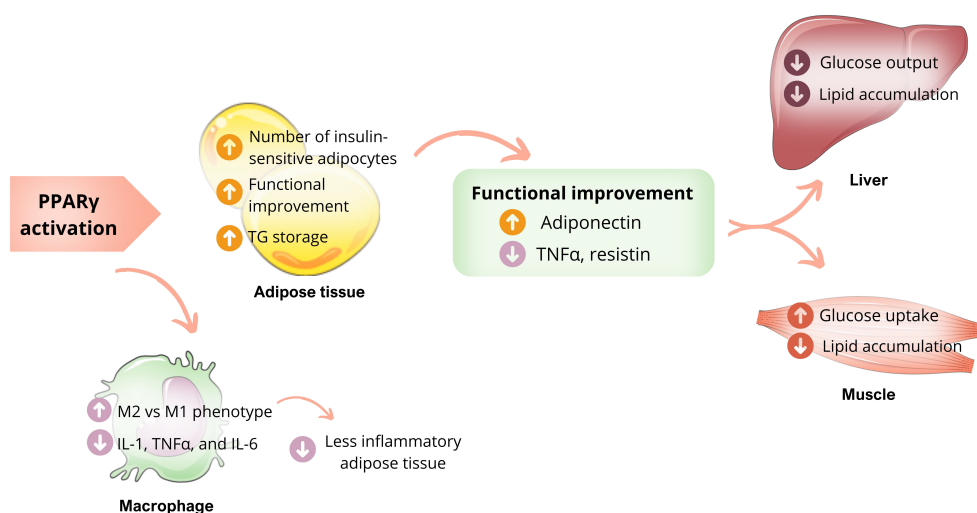 PPARγ
activation
Number of insulin-
sensitive adipocytes
Functional
improvement
TG storage
Adipose tissue
Functional improvement
Adiponectin
TNFα, resistin
Glucose output
Lipid accumulation
Liver
Glucose uptake
Lipid accumulation
Muscle
M2 vs M1 phenotype
IL-1, TNFα, and IL-6
Macrophage
Less inflammatory
adipose tissue